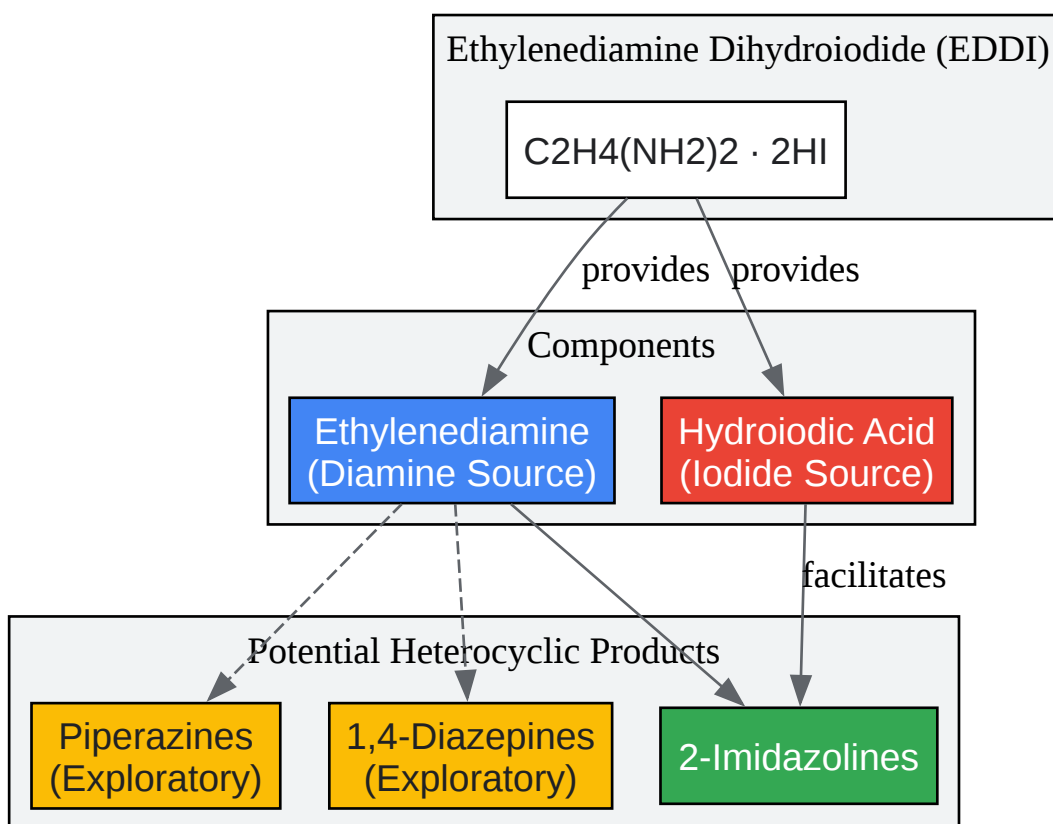 Ethylenediamine Dihydroiodide (EDDI)
C2H4(NH2)2 · 2HI
provides
provides
Components
Ethylenediamine
(Diamine Source)
Hydroiodic Acid
(Iodide Source)
facilitates
Potential Heterocyclic Products
Piperazines
(Exploratory)
1,4-Diazepines
(Exploratory)
2-Imidazolines